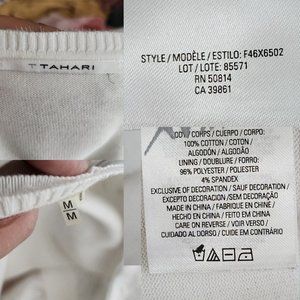 T TAHARI
M
M
STYLE / MODÈLE / ESTILO: F46X6502
LOT / LOTE: 85571
RN 50814
CA 39861
BODY / CORPS / CUERPO / CORPO:
100% COTTON / COTON /
ALGODÓN / ALGODÃO
LINING / DOUBLURE / FORRO:
96% POLYESTER / POLIÉSTER
4% SPANDEX
EXCLUSIVE OF DECORATION / SAUF DECORATION /
EXCEPTO DECORACION / SEM DECORAÇÃO
MADE IN CHINA / FABRIQUÉ EN CHINE /
HECHO EN CHINA / FEITO EN CHINA
CARE ON REVERSE / VOIR VERSO /
CUIDADO AL DORSO / CUIDE EM CONTRÁRIO